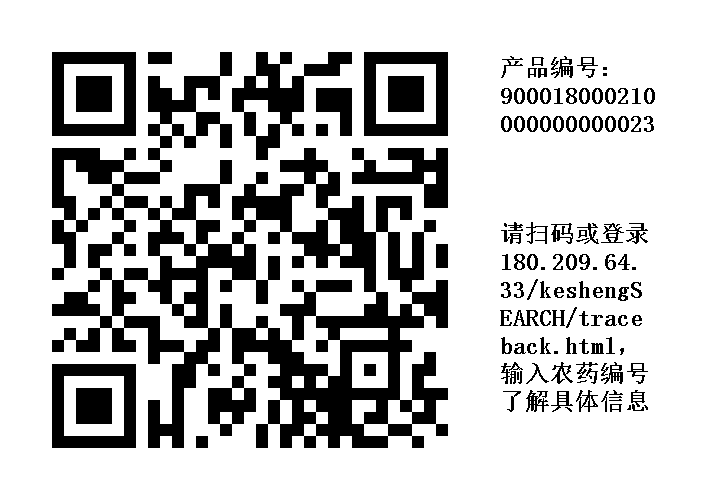 产品编号：
900018000210
000000000023
请扫码或登录
180.209.64.
33/keshengS
EARCH/trace
back.html,
输入农药编号
了解具体信息